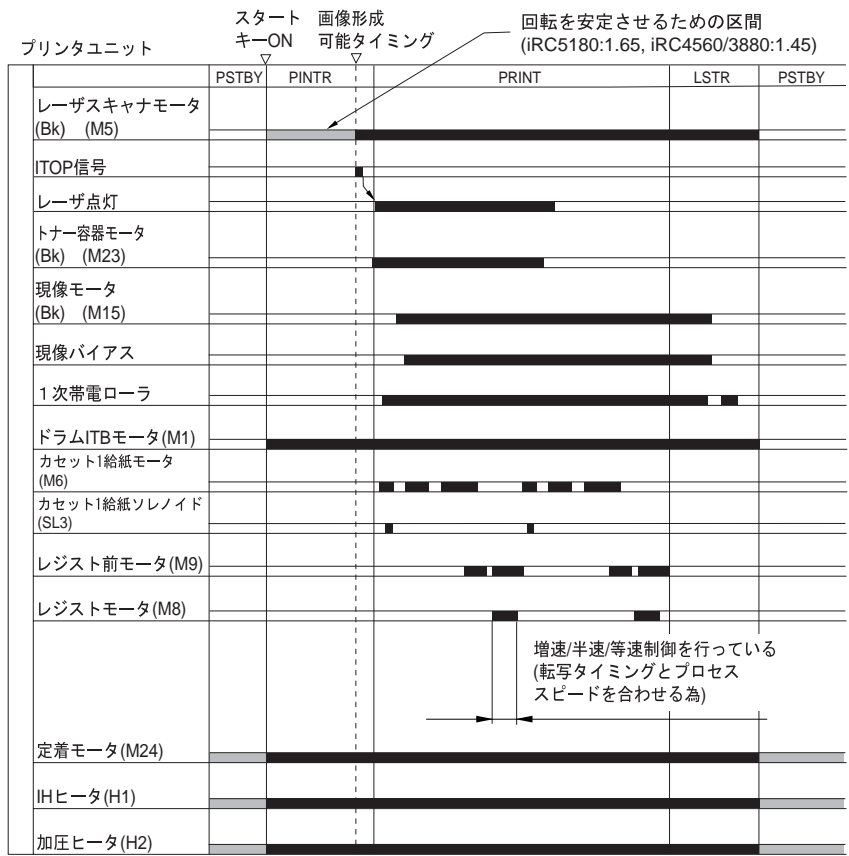 スタート
キーON
画像形成
可能タイミング
回転を安定させるための区間
(iRC5180:1.65, iRC4560/3880:1.45)
プリンタユニット
PSTBY PINTR PRINT LSTR PSTBY
レーザスキャナモータ
(Bk) (M5)
ITOP信号
レーザ点灯
トナー容器モータ
(Bk) (M23)
現像モータ
(Bk) (M15)
現像バイアス
1次帯電ローラ
ドラムITBモータ(M1)
カセット1給紙モータ
(M6)
カセット1給紙ソレノイド
(SL3)
レジスト前モータ(M9)
レジストモータ(M8)
増速/半速/等速制御を行っている
(転写タイミングとプロセス
スピードを合わせる為)
定着モータ(M24)
IHヒータ(H1)
加圧ヒータ(H2)